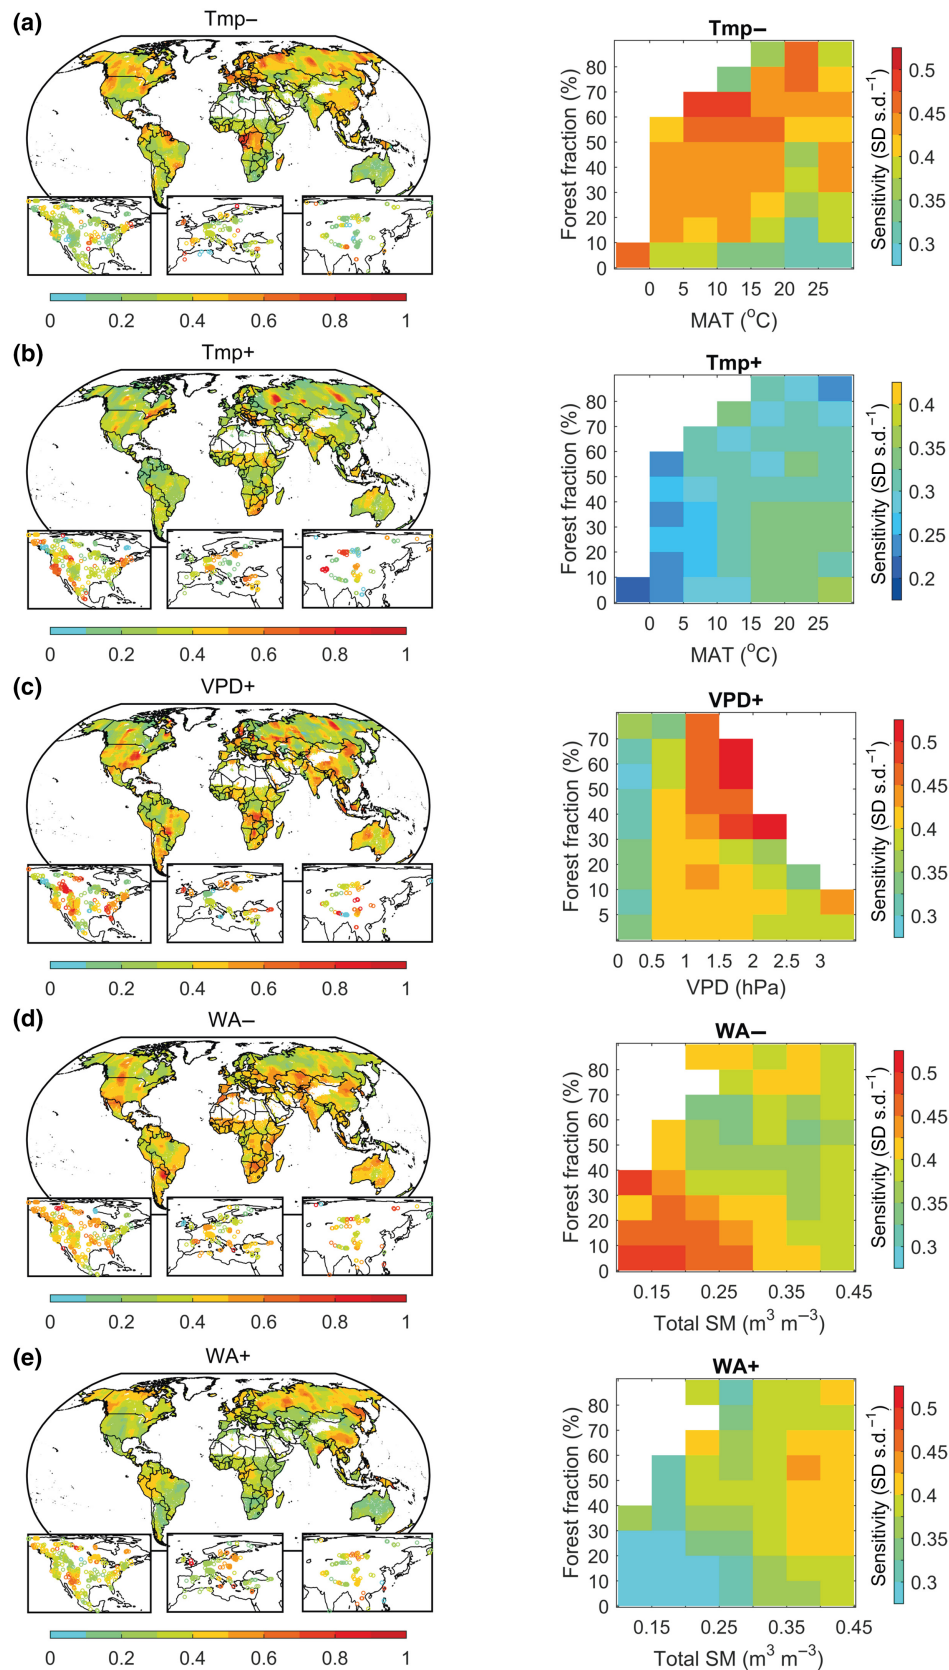 (a)
Tmp–
0 0.2 0.4 0.6 0.8 1
Tmp–
Forest fraction (%)
80
70
60
50
40
30
20
10
0
0 5 10 15 20 25
MAT (°C)
0.5
0.45
0.4
0.35
0.3
Sensitivity (SD s.d.⁻¹)
(b)
Tmp+
0 0.2 0.4 0.6 0.8 1
Tmp+
Forest fraction (%)
80
70
60
50
40
30
20
10
0
0 5 10 15 20 25
MAT (°C)
0.4
0.35
0.3
0.25
0.2
Sensitivity (SD s.d.⁻¹)
(c)
VPD+
0 0.2 0.4 0.6 0.8 1
VPD+
Forest fraction (%)
70
60
50
40
30
20
10
5
0 0.5 1 1.5 2 2.5 3
VPD (hPa)
0.5
0.45
0.4
0.35
0.3
Sensitivity (SD s.d.⁻¹)
(d)
WA–
0 0.2 0.4 0.6 0.8 1
WA–
Forest fraction (%)
80
70
60
50
40
30
20
10
0
0.15 0.25 0.35 0.45
Total SM (m³ m⁻³)
0.5
0.45
0.4
0.35
0.3
Sensitivity (SD s.d.⁻¹)
(e)
WA+
0 0.2 0.4 0.6 0.8 1
WA+
Forest fraction (%)
80
70
60
50
40
30
20
10
0
0.15 0.25 0.35 0.45
Total SM (m³ m⁻³)
0.5
0.45
0.4
0.35
0.3
Sensitivity (SD s.d.⁻¹)